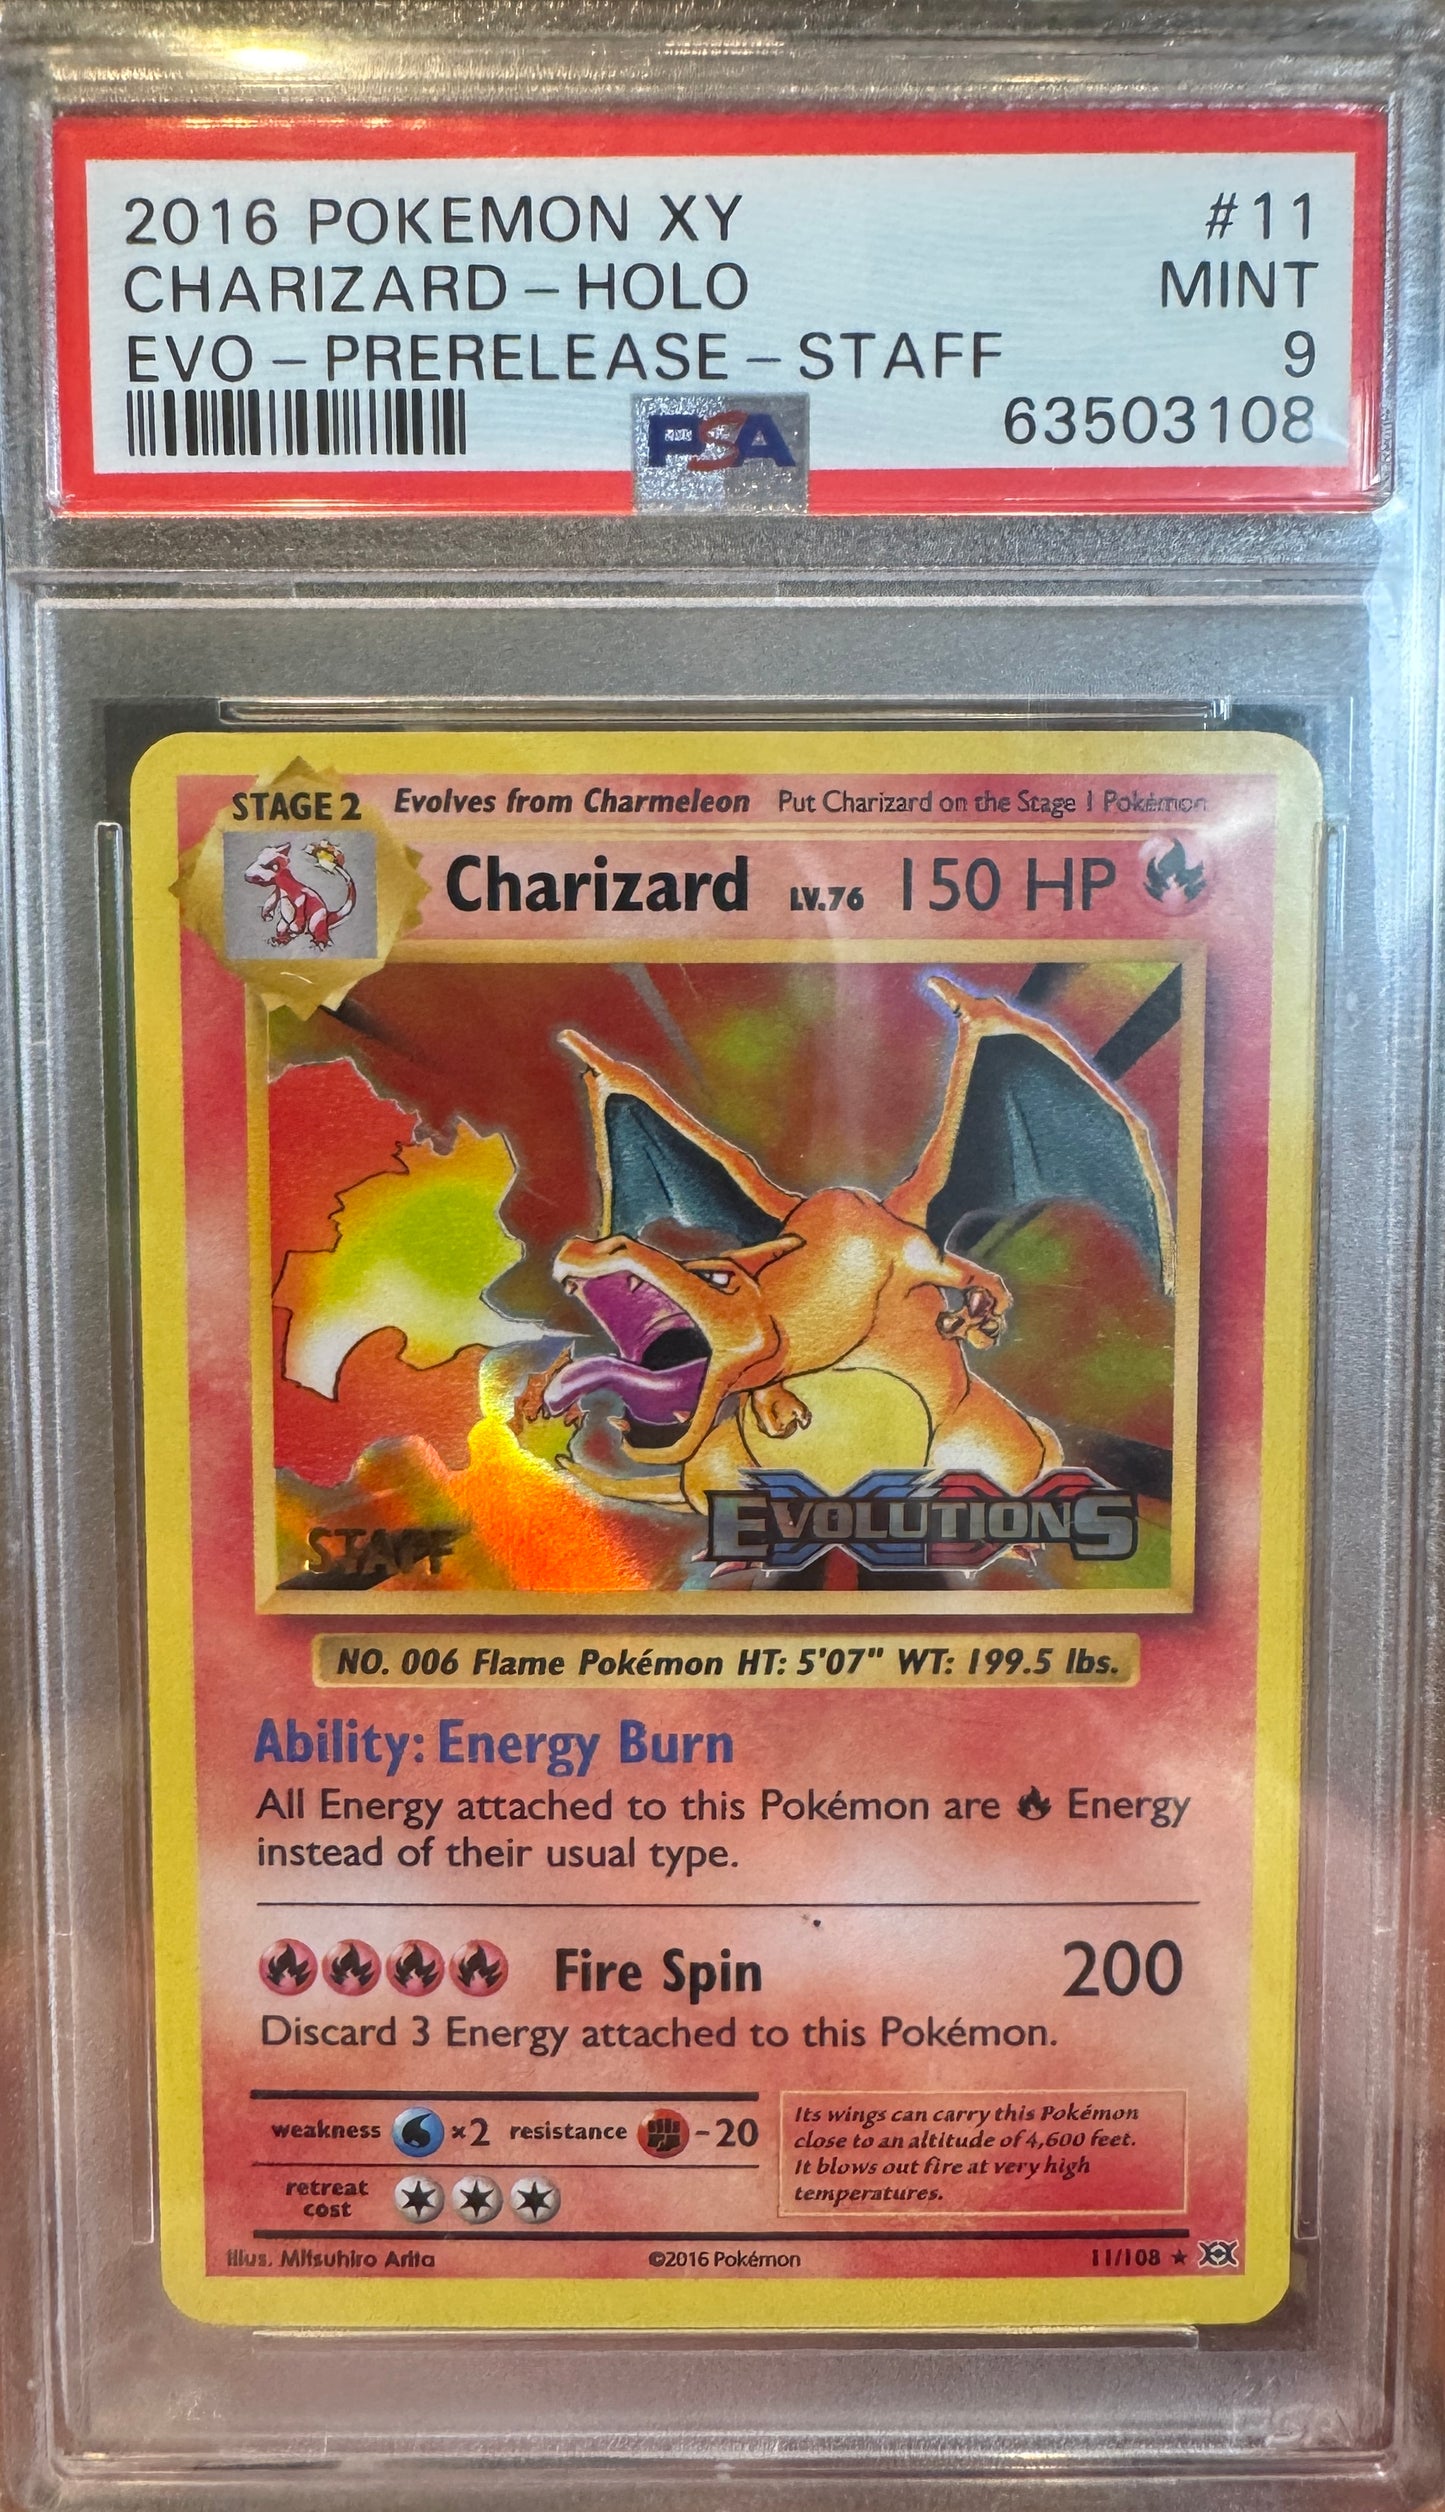 2016 POKEMON XY #11
CHARIZARD – HOLO MINT
EVO – PRERELEASE – STAFF 9
PSA 63503108
STAGE 2 Evolves from Charmeleon Put Charizard on the Stage 1 Pokémon
Charizard LV.76 150 HP
STAFF EVOLUTIONS
NO. 006 Flame Pokémon HT: 5'07" WT: 199.5 lbs.
Ability: Energy Burn
All Energy attached to this Pokémon are Energy
instead of their usual type.
Fire Spin 200
Discard 3 Energy attached to this Pokémon.
weakness ×2 resistance -20
retreat
cost
Its wings can carry this Pokémon
close to an altitude of 4,600 feet.
It blows out fire at very high
temperatures.
Illus. Mitsuhiro Arita ©2016 Pokémon 11/108 ★
PSA